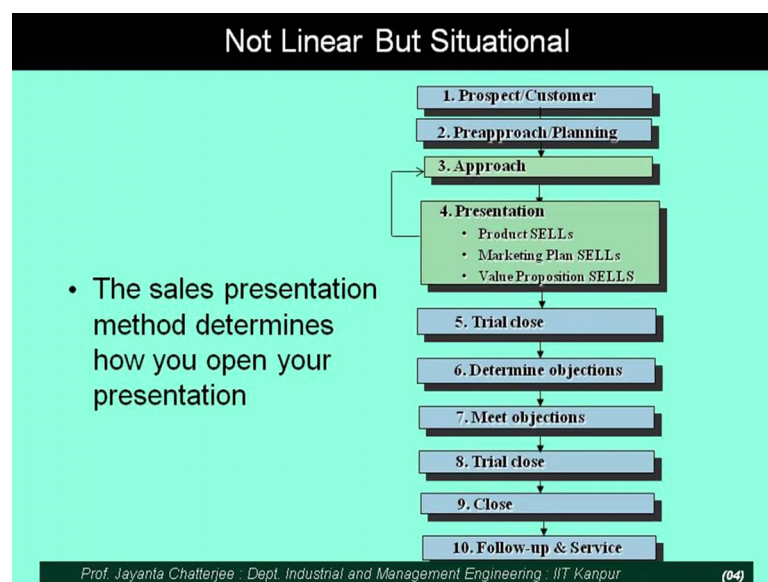 Not Linear But Situational
1. Prospect/Customer
2. Preapproach/Planning
3. Approach
4. Presentation
• Product SELLs
• Marketing Plan SELLs
• Value Proposition SELLS
• The sales presentation
method determines
how you open your
presentation
5. Trial close
6. Determine objections
7. Meet objections
8. Trial close
9. Close
10. Follow-up & Service
Prof. Jayanta Chatterjee : Dept. Industrial and Management Engineering : IIT Kanpur
(04)